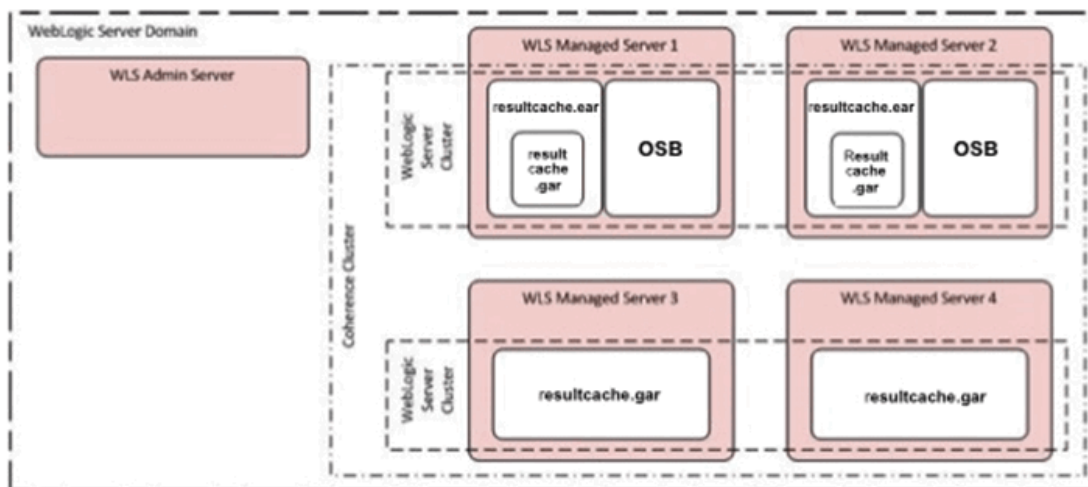 WebLogic Server Domain
WLS Admin Server
WLS Managed Server 1
WLS Managed Server 2
Coherence Cluster
WebLogic
Server
Cluster
resultcache.ear
result
cache
.gar
OSB
resultcache.ear
Result
cache
.gar
OSB
WLS Managed Server 3
WLS Managed Server 4
WebLogic
Server
Cluster
resultcache.gar
resultcache.gar